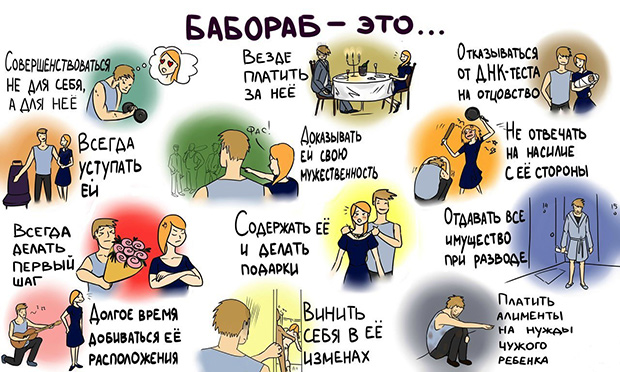 БАБОРАБ – ЭТО...
СОВЕРШЕНСТВОВАТЬСЯ
НЕ ДЛЯ СЕБЯ,
А ДЛЯ НЕЁ
ВЕЗДЕ
ПЛАТИТЬ
ЗА НЕЁ
ОТКАЗЫВАТЬСЯ
ОТ ДНК-ТЕСТА
НА ОТЦОВСТВО
ВСЕГДА
УСТУПАТЬ
ЕЙ
ФАС!
ДОКАЗЫВАТЬ
ЕЙ СВОЮ
МУЖЕСТВЕННОСТЬ
НЕ ОТВЕЧАТЬ
НА НАСИЛИЕ
С ЕЁ СТОРОНЫ
ВСЕГДА
ДЕЛАТЬ
ПЕРВЫЙ
ШАГ
СОДЕРЖАТЬ ЕЁ
И ДЕЛАТЬ
ПОДАРКИ
ОТДАВАТЬ ВСЕ
ИМУЩЕСТВО
ПРИ РАЗВОДЕ
ДОЛГОЕ ВРЕМЯ
ДОБИВАТЬСЯ ЕЁ
РАСПОЛОЖЕНИЯ
ВИНИТЬ
СЕБЯ В ЕЁ
ИЗМЕНАХ
ПЛАТИТЬ
АЛИМЕНТЫ
НА НУЖДЫ
ЧУЖОГО
РЕБЕНКА